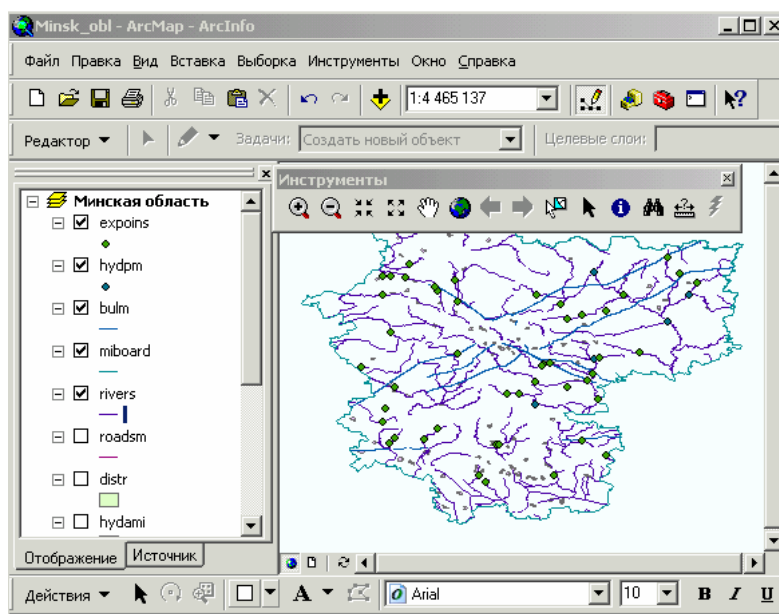 Minsk_obl - ArcMap - ArcInfo
Файл Правка Вид Вставка Выборка Инструменты Окно Справка
1:4 465 137
Редактор Задачи: Создать новый объект Целевые слои:
Инструменты
Минская область
expoins
hydpm
bulm
miboard
rivers
roadsm
distr
hydami
Отображение Источник
Действия A Arial 10 B I U